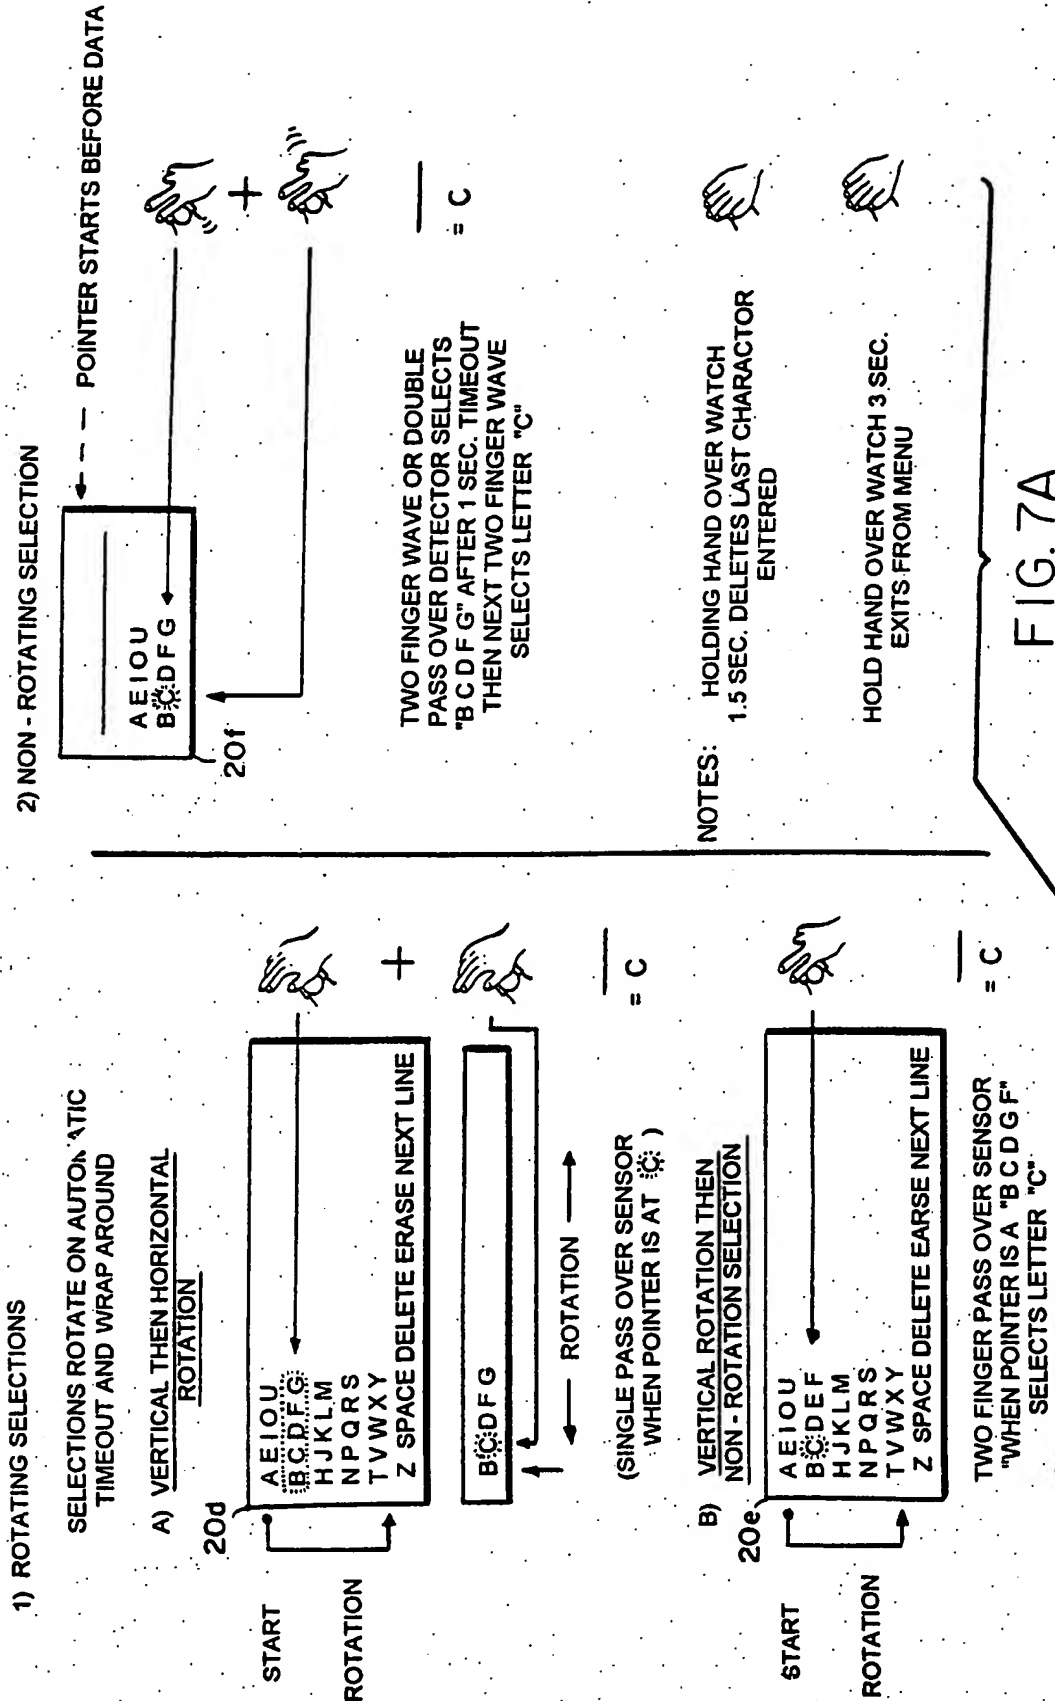 1) ROTATING SELECTIONS
SELECTIONS ROTATE ON AUTOMATIC
TIMEOUT AND WRAP AROUND
A) VERTICAL THEN HORIZONTAL
ROTATION
20d
START
ROTATION
A E I O U
B C D F G
H J K L M
N P Q R S
T V W X Y
Z SPACE DELETE ERASE NEXT LINE
+
B C D F G
ROTATION
= C
(SINGLE PASS OVER SENSOR
WHEN POINTER IS AT C )
B) VERTICAL ROTATION THEN
NON - ROTATION SELECTION
20e
START
ROTATION
A E I O U
B C D E F
H J K L M
N P Q R S
T V W X Y
Z SPACE DELETE EARSE NEXT LINE
= C
TWO FINGER PASS OVER SENSOR
"WHEN POINTER IS A "B C D G F"
SELECTS LETTER "C"
2) NON - ROTATING SELECTION
POINTER STARTS BEFORE DATA
A E I O U
B C D F G
20f
+
= C
TWO FINGER WAVE OR DOUBLE
PASS OVER DETECTOR SELECTS
"B C D F G" AFTER 1 SEC. TIMEOUT
THEN NEXT TWO FINGER WAVE
SELECTS LETTER "C"
NOTES: HOLDING HAND OVER WATCH
1.5 SEC. DELETES LAST CHARACTOR
ENTERED
HOLD HAND OVER WATCH 3 SEC.
EXITS FROM MENU
FIG. 7A